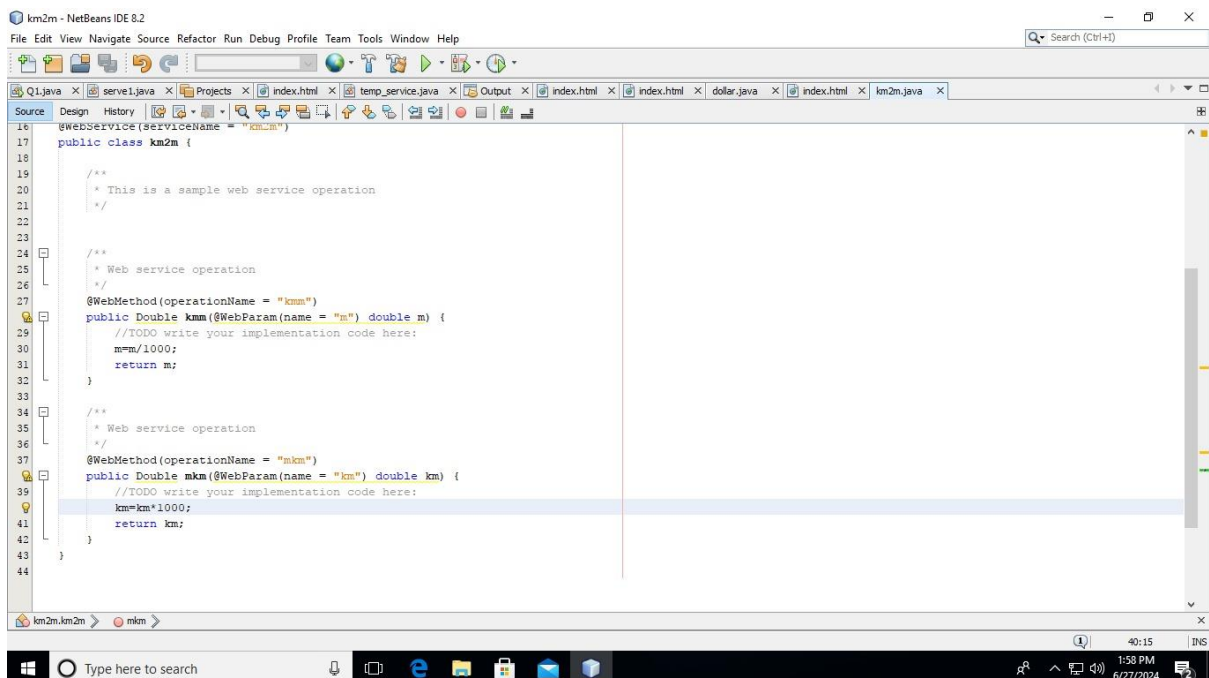 km2m - NetBeans IDE 8.2
File Edit View Navigate Source Refactor Run Debug Profile Team Tools Window Help
Search (Ctrl+I)
Q1.java serve1.java Projects index.html temp_service.java Output index.html index.html dollar.java index.html km2m.java
Source Design History
16 @WebService(serviceName = "km2m")
17 public class km2m {
18
19 /**
20 * This is a sample web service operation
21 */
22
23
24 /**
25 * Web service operation
26 */
27 @WebMethod(operationName = "kmm")
public Double kmm(@WebParam(name = "m") double m) {
29 //TODO write your implementation code here:
30 m=m/1000;
31 return m;
32 }
33
34 /**
35 * Web service operation
36 */
37 @WebMethod(operationName = "mkm")
public Double mkm(@WebParam(name = "km") double km) {
39 //TODO write your implementation code here:
km=km*1000;
41 return km;
42 }
43 }
44
km2m.km2m mkm
1 40:15 INS
Type here to search
1:58 PM
6/27/2024
2